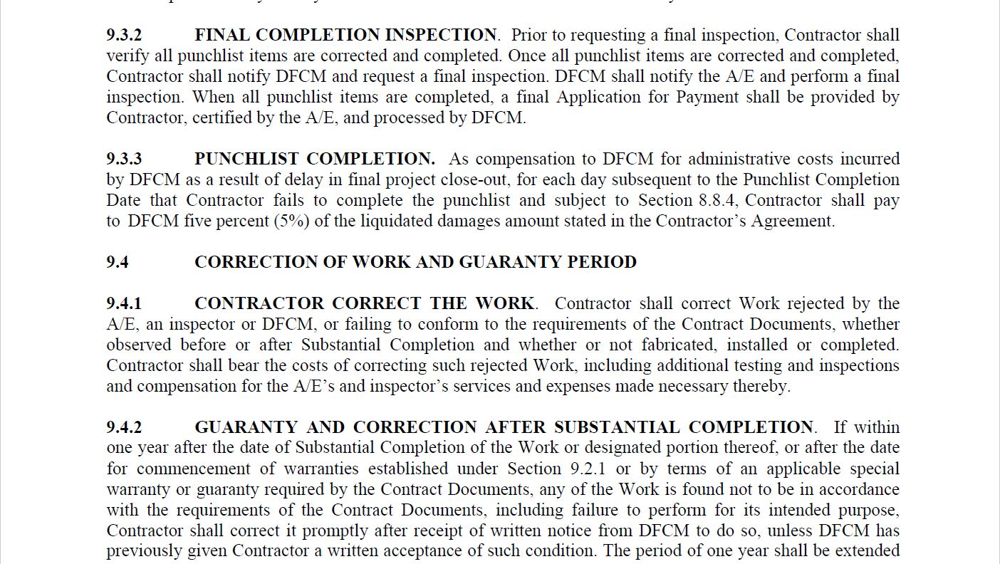 9.3.2 FINAL COMPLETION INSPECTION. Prior to requesting a final inspection, Contractor shall
verify all punchlist items are corrected and completed. Once all punchlist items are corrected and completed,
Contractor shall notify DFCM and request a final inspection. DFCM shall notify the A/E and perform a final
inspection. When all punchlist items are completed, a final Application for Payment shall be provided by
Contractor, certified by the A/E, and processed by DFCM.
9.3.3 PUNCHLIST COMPLETION. As compensation to DFCM for administrative costs incurred
by DFCM as a result of delay in final project close-out, for each day subsequent to the Punchlist Completion
Date that Contractor fails to complete the punchlist and subject to Section 8.8.4, Contractor shall pay
to DFCM five percent (5%) of the liquidated damages amount stated in the Contractor’s Agreement.
9.4 CORRECTION OF WORK AND GUARANTY PERIOD
9.4.1 CONTRACTOR CORRECT THE WORK. Contractor shall correct Work rejected by the
A/E, an inspector or DFCM, or failing to conform to the requirements of the Contract Documents, whether
observed before or after Substantial Completion and whether or not fabricated, installed or completed.
Contractor shall bear the costs of correcting such rejected Work, including additional testing and inspections
and compensation for the A/E’s and inspector’s services and expenses made necessary thereby.
9.4.2 GUARANTY AND CORRECTION AFTER SUBSTANTIAL COMPLETION. If within
one year after the date of Substantial Completion of the Work or designated portion thereof, or after the date
for commencement of warranties established under Section 9.2.1 or by terms of an applicable special
warranty or guaranty required by the Contract Documents, any of the Work is found not to be in accordance
with the requirements of the Contract Documents, including failure to perform for its intended purpose,
Contractor shall correct it promptly after receipt of written notice from DFCM to do so, unless DFCM has
previously given Contractor a written acceptance of such condition. The period of one year shall be extended